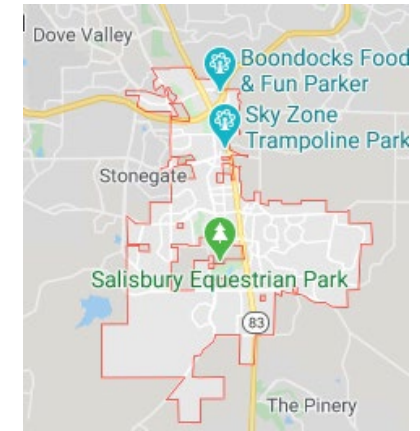 Dove Valley
Boondocks Food
& Fun Parker
Sky Zone
Trampoline Park
Stonegate
Salisbury Equestrian Park
83
The Pinery